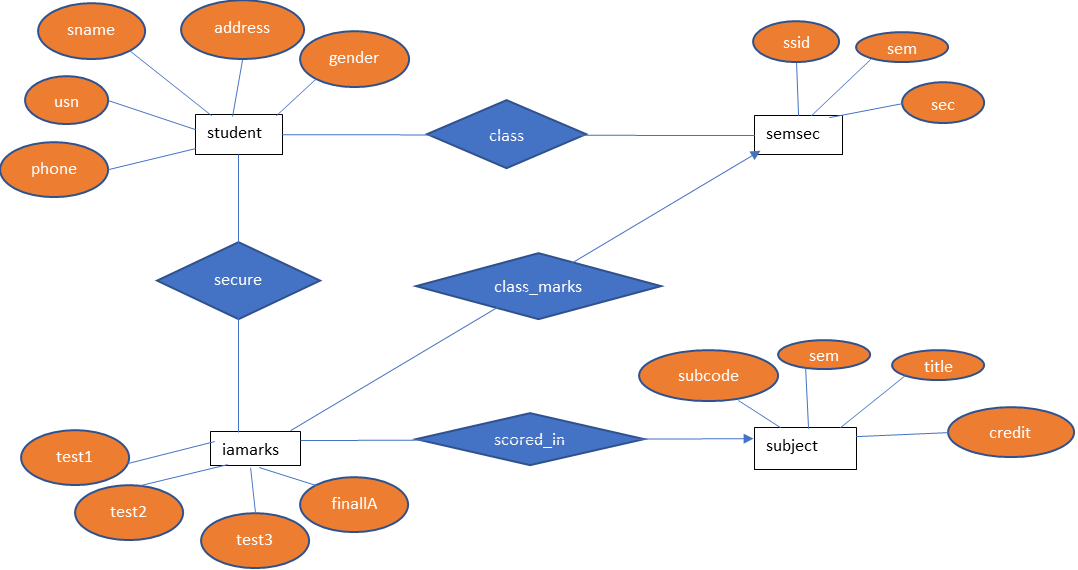 sname
address
gender
usn
phone
student
class
ssid
sem
sec
semsec
secure
class_marks
subcode
sem
title
credit
subject
scored_in
iamarks
test1
test2
test3
finalIA